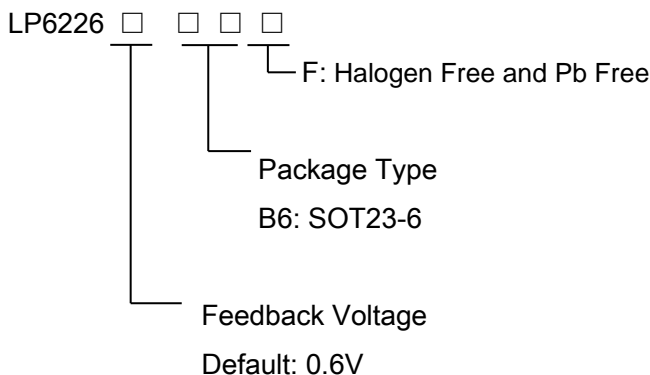 LP6226 □ □ □ □
F: Halogen Free and Pb Free
Package Type
B6: SOT23-6
Feedback Voltage
Default: 0.6V